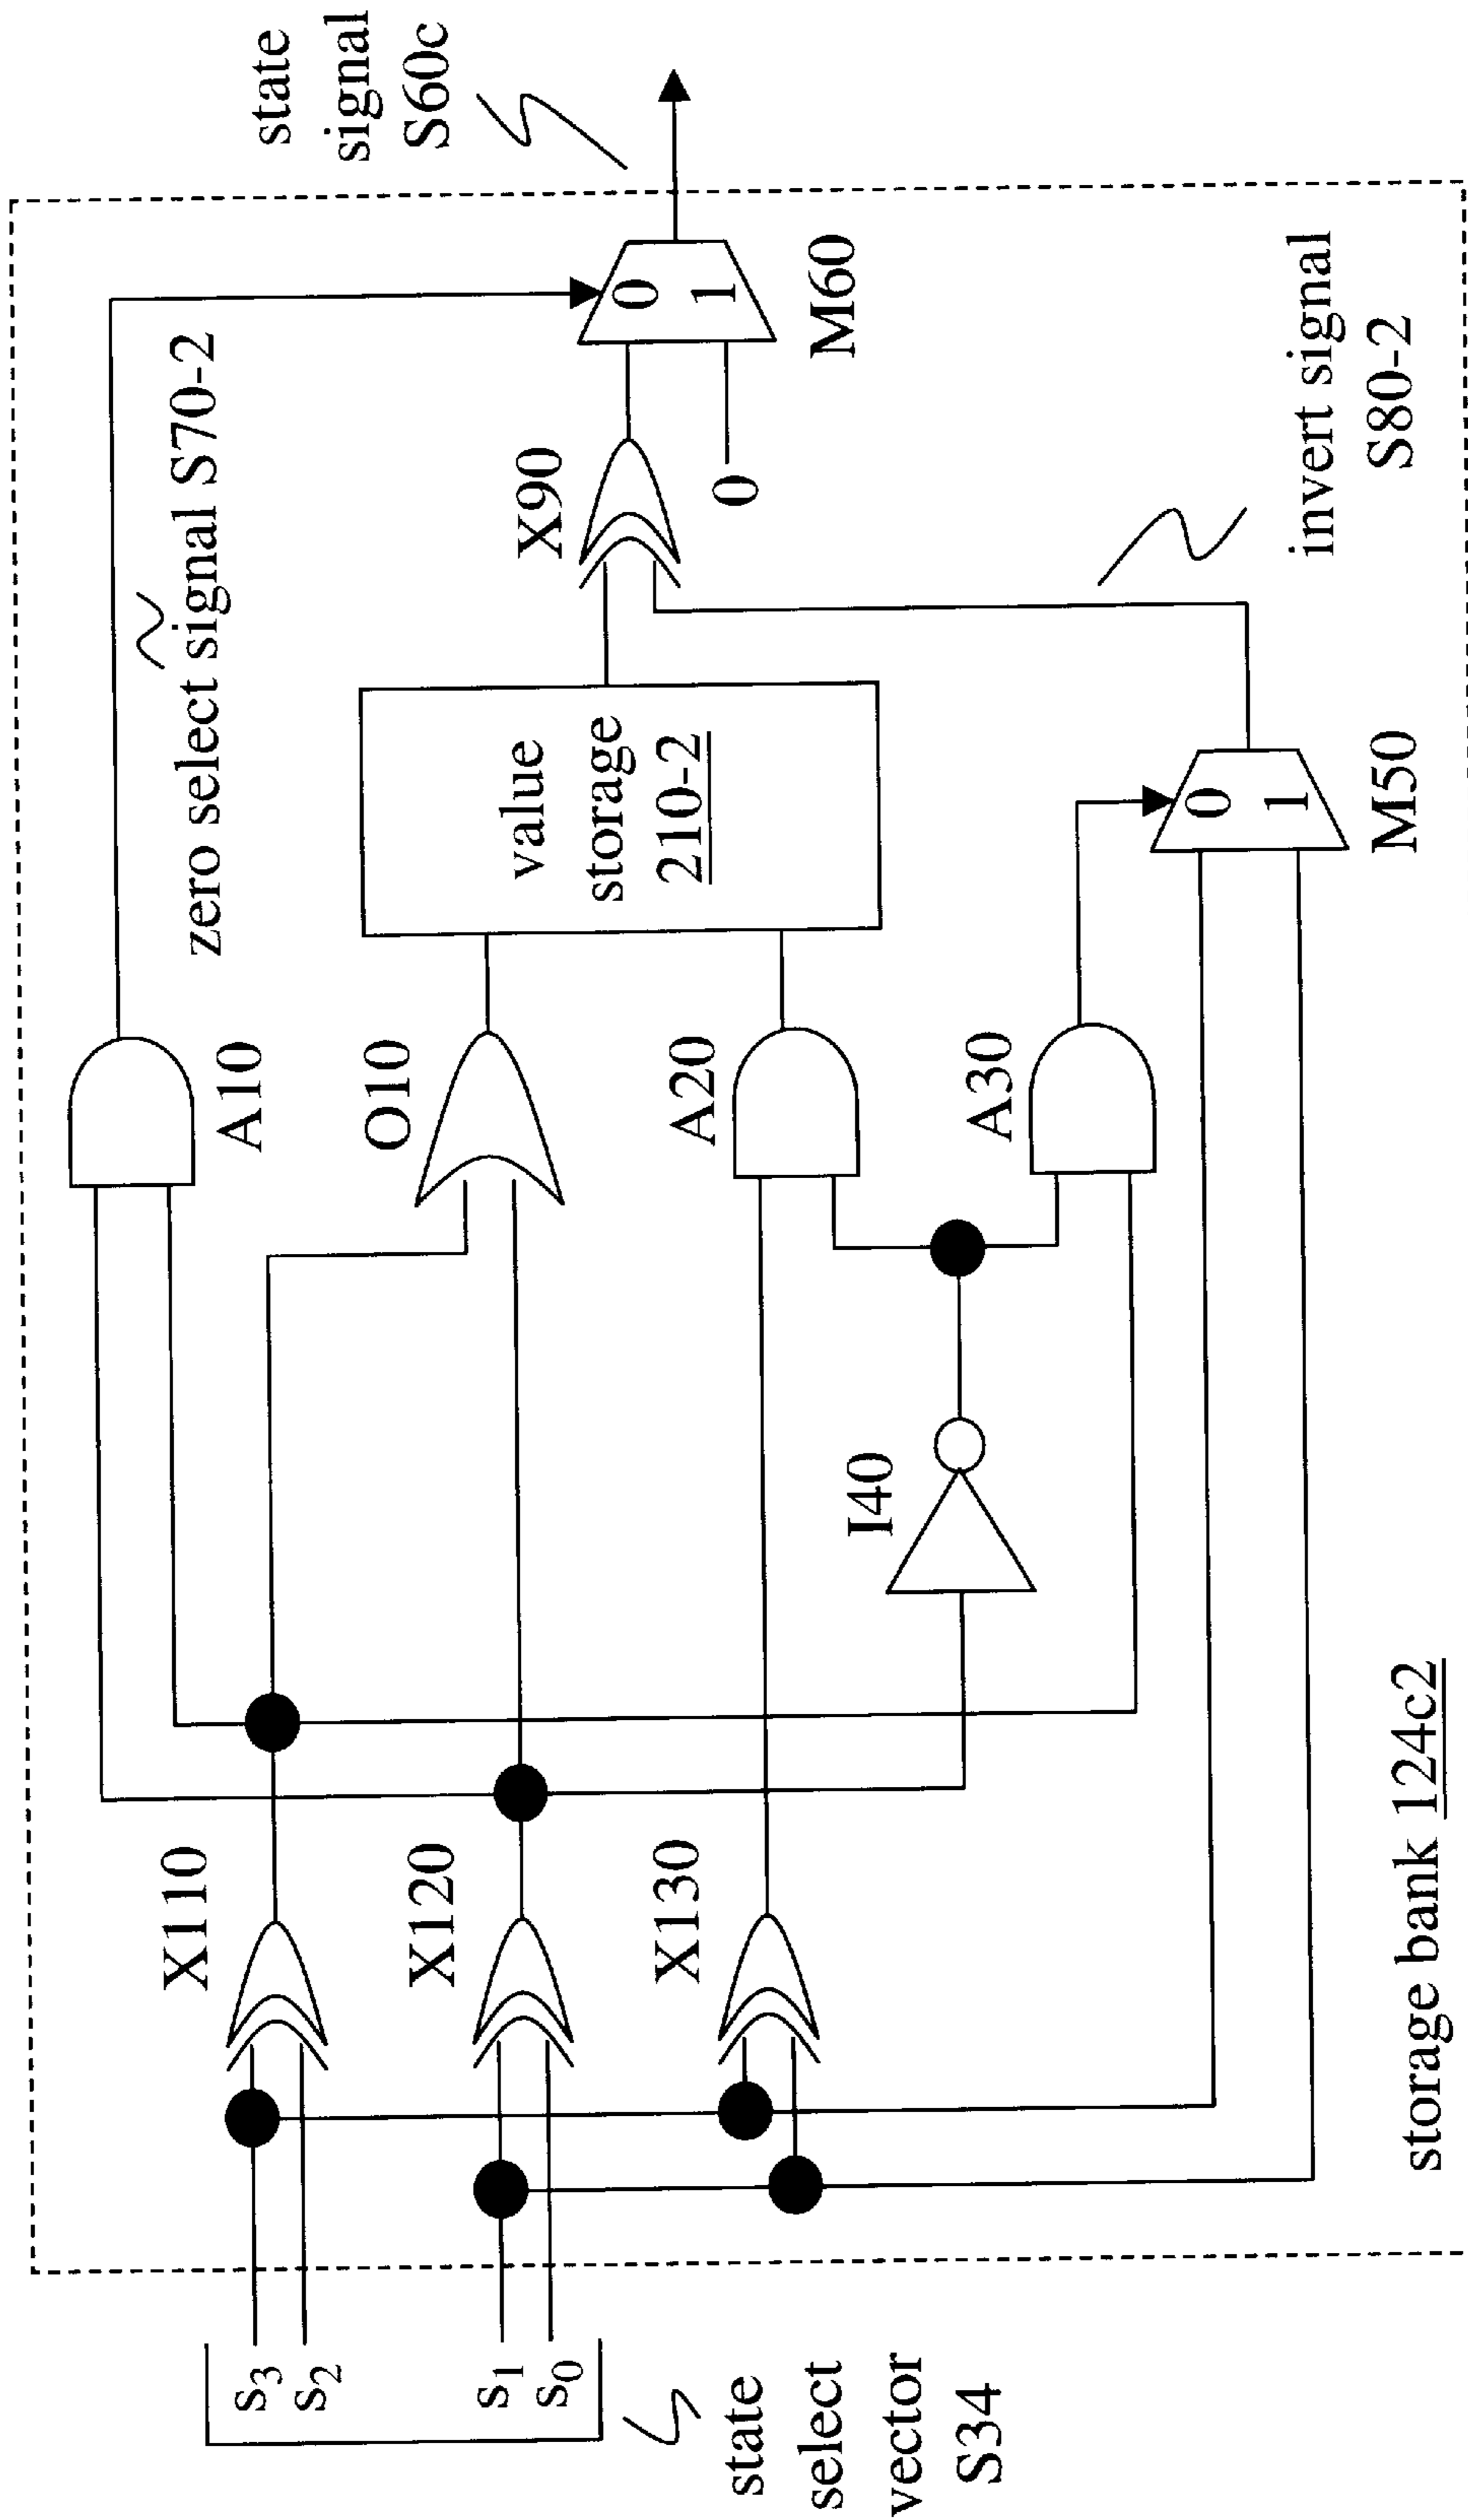 state
signal
S60c
zero select signal S70-2
A10
X110
O10
X120
value
storage
210-2
X90
0
0
1
M60
A20
X130
I40
A30
0
1
M50
invert signal
S80-2
s3
s2
s1
s0
state
select
vector
S34
storage bank 124c2